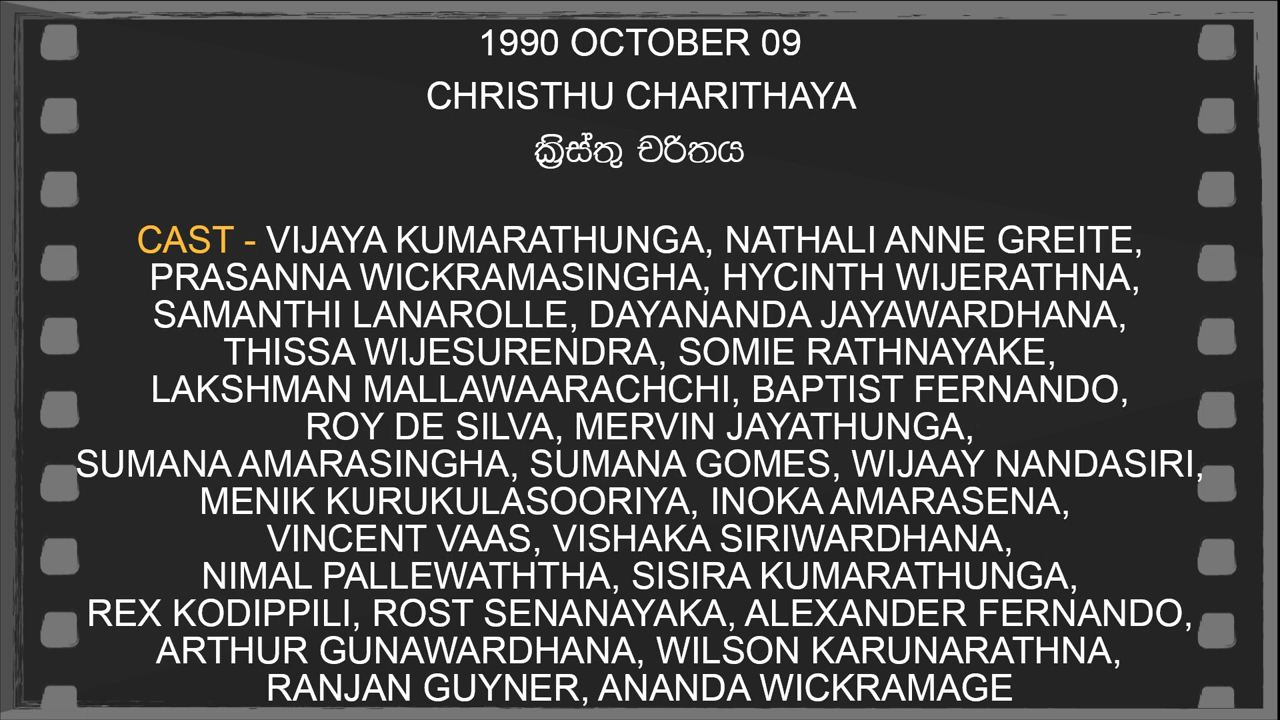 1990 OCTOBER 09
CHRISTHU CHARITHAYA
ක්‍රිස්තු චරිතය
CAST - VIJAYA KUMARATHUNGA, NATHALI ANNE GREITE,
PRASANNA WICKRAMASINGHA, HYCINTH WIJERATHNA,
SAMANTHI LANAROLLE, DAYANANDA JAYAWARDHANA,
THISSA WIJESURENDRA, SOMIE RATHNAYAKE,
LAKSHMAN MALLAWAARACHCHI, BAPTIST FERNANDO,
ROY DE SILVA, MERVIN JAYATHUNGA,
SUMANA AMARASINGHA, SUMANA GOMES, WIJAAY NANDASIRI,
MENIK KURUKULASOORIYA, INOKA AMARASENA,
VINCENT VAAS, VISHAKA SIRIWARDHANA,
NIMAL PALLEWATHTHA, SISIRA KUMARATHUNGA,
REX KODIPPILI, ROST SENANAYAKA, ALEXANDER FERNANDO,
ARTHUR GUNAWARDHANA, WILSON KARUNARATHNA,
RANJAN GUYNER, ANANDA WICKRAMAGE